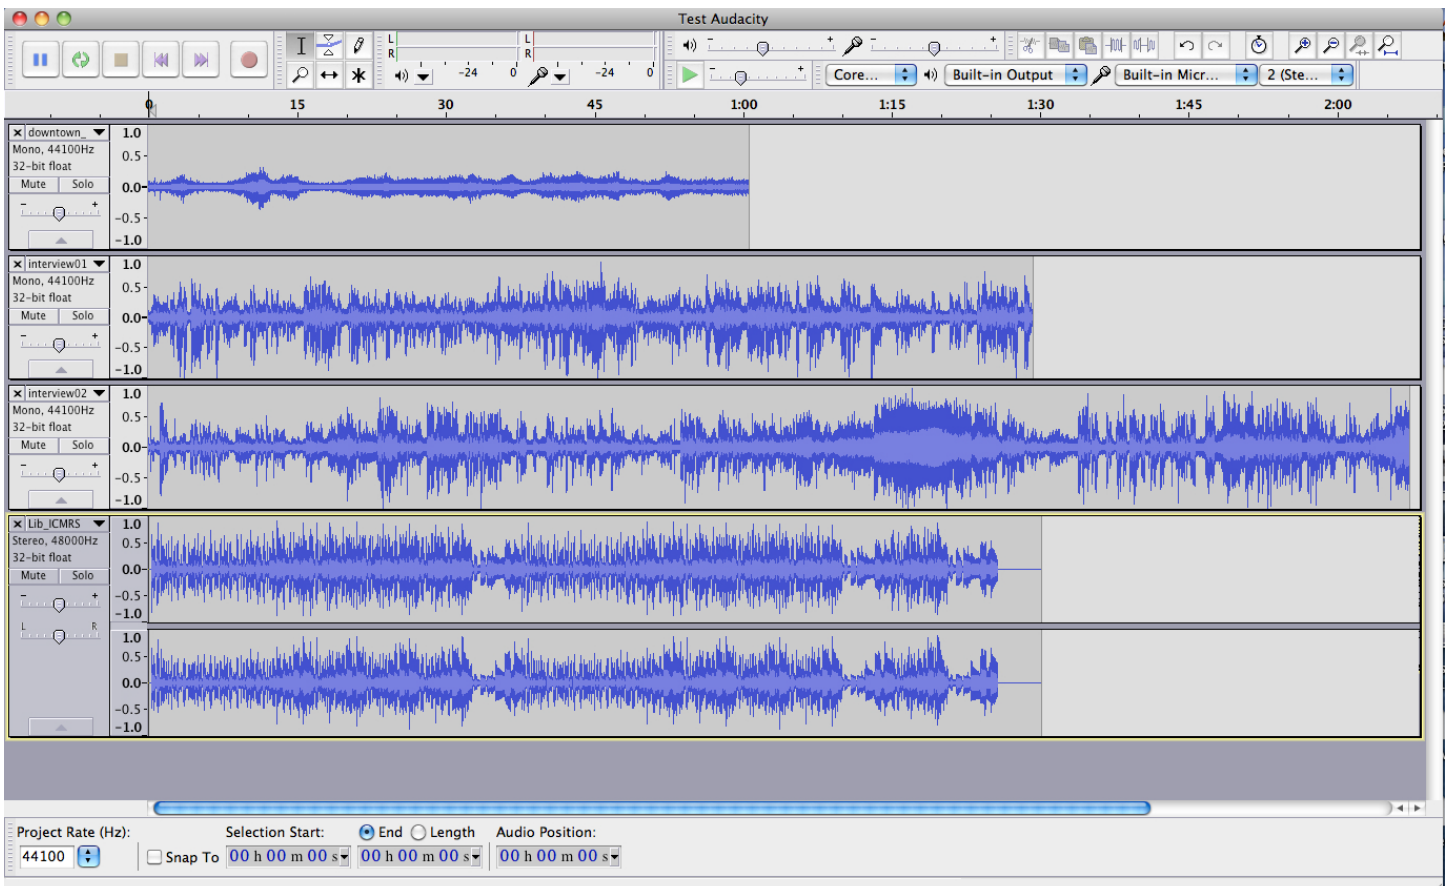 Test Audacity
L
R
-24 0
L
R
-24 0
- +
- +
- +
Core...
Built-in Output
Built-in Micr...
2 (Ste...
0 15 30 45 1:00 1:15 1:30 1:45 2:00
downtown_
Mono, 44100Hz
32-bit float
Mute Solo
- +
1.0
0.5-
0.0-
-0.5-
-1.0
interview01
Mono, 44100Hz
32-bit float
Mute Solo
- +
1.0
0.5-
0.0-
-0.5-
-1.0
interview02
Mono, 44100Hz
32-bit float
Mute Solo
- +
1.0
0.5-
0.0-
-0.5-
-1.0
Lib_ICMRS
Stereo, 48000Hz
32-bit float
Mute Solo
- +
L R
1.0
0.5-
0.0-
-0.5-
-1.0
1.0
0.5-
0.0-
-0.5-
-1.0
Project Rate (Hz): Selection Start: End Length Audio Position:
44100 Snap To 00 h 00 m 00 s 00 h 00 m 00 s 00 h 00 m 00 s